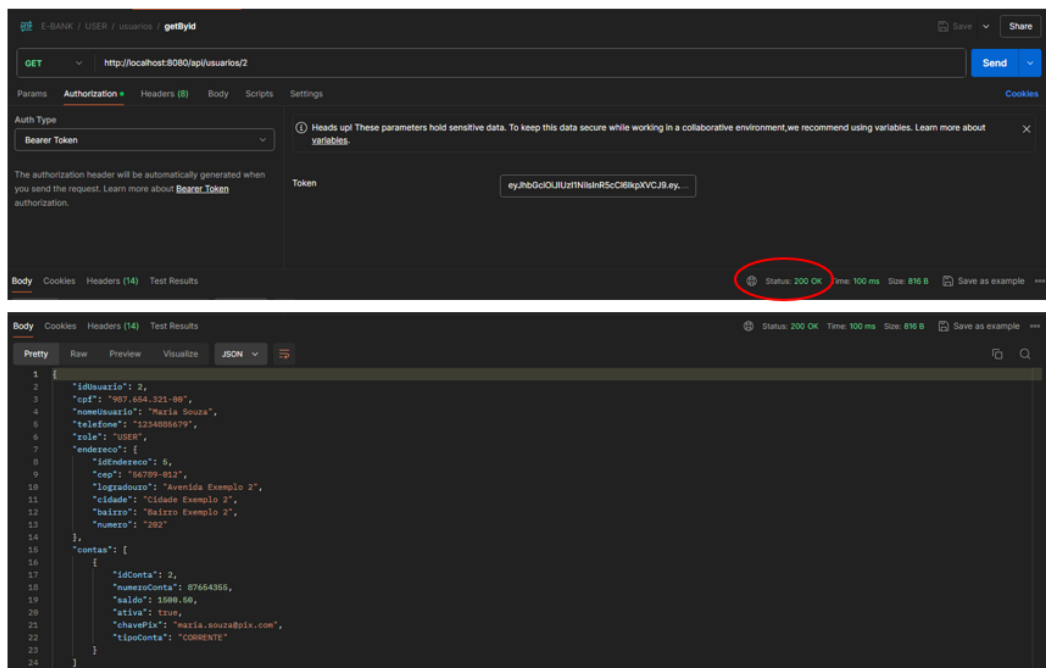 E-BANK / USER / usuarios / getByid
Save
Share
GET
http://localhost:8080/api/usuarios/2
Send
Params Authorization Headers (8) Body Scripts Settings
Cookies
Auth Type
Bearer Token
Heads up! These parameters hold sensitive data. To keep this data secure while working in a collaborative environment,we recommend using variables. Learn more about
variables.
The authorization header will be automatically generated when
you send the request. Learn more about Bearer Token
authorization.
Token
Body Cookies Headers (14) Test Results
Status: 200 OK Time: 100 ms Size: 816 B Save as example
Body Cookies Headers (14) Test Results
Status: 200 OK Time: 100 ms Size: 816 B Save as example
Pretty Raw Preview Visualize JSON
1 {
2 "idUsuario": 2,
3 "cpf": "987.654.321-00",
4 "nomeUsuario": "Maria Souza",
5 "telefone": "1234885679",
6 "role": "USER",
7 "endereco": {
8 "idEndereco": 5,
9 "cep": "56789-012",
10 "logradouro": "Avenida Exemplo 2",
11 "cidade": "Cidade Exemplo 2",
12 "bairro": "Bairro Exemplo 2",
13 "numero": "202"
14 },
15 "contas": [
16 {
17 "idConta": 2,
18 "numeroConta": 87654355,
19 "saldo": 1500.50,
20 "ativa": true,
21 "chavePix": "maria.souza@pix.com",
22 "tipoConta": "CORRENTE"
23 }
24 ]